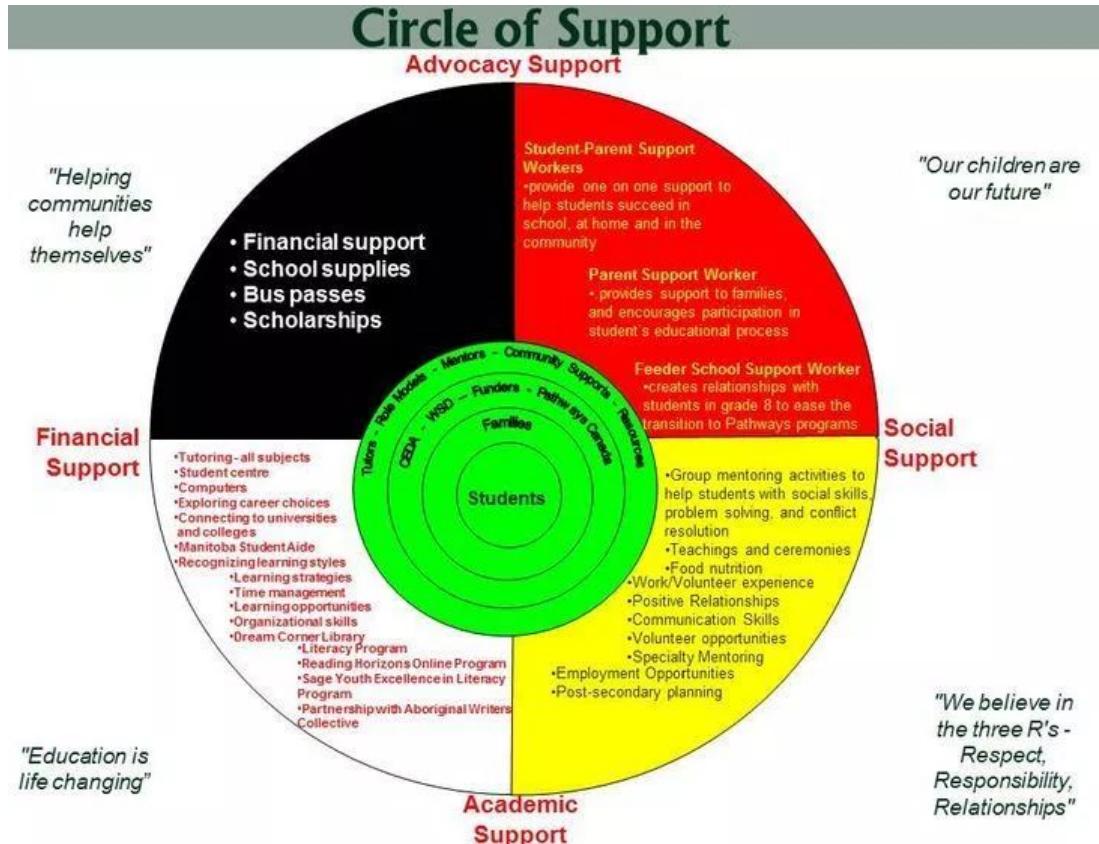 Circle of Support
Advocacy Support
"Helping
communities
help
themselves"
"Our children are
our future"
• Financial support
• School supplies
• Bus passes
• Scholarships
Student-Parent Support
Workers
•provide one on one support to
help students succeed in
school, at home and in the
community
Parent Support Worker
• provides support to families,
and encourages participation in
student's educational process
Feeder School Support Worker
•creates relationships with
students in grade 8 to ease the
transition to Pathways programs
Tutors - Role Models - Mentors - Community Supports - Resources
CEDA - WSD - Funders - Pathways Canada
Families
Students
Financial
Support
Social
Support
•Tutoring - all subjects
•Student centre
•Computers
•Exploring career choices
•Connecting to universities
and colleges
•Manitoba Student Aide
•Recognizing learning styles
•Learning strategies
•Time management
•Learning opportunities
•Organizational skills
•Dream Corner Library
•Literacy Program
•Reading Horizons Online Program
•Sage Youth Excellence in Literacy
Program
•Partnership with Aboriginal Writers
Collective
•Group mentoring activities to
help students with social skills,
problem solving, and conflict
resolution
•Teachings and ceremonies
•Food nutrition
•Work/Volunteer experience
•Positive Relationships
•Communication Skills
•Volunteer opportunities
•Specialty Mentoring
•Employment Opportunities
•Post-secondary planning
"Education is
life changing"
"We believe in
the three R's -
Respect,
Responsibility,
Relationships"
Academic
Support